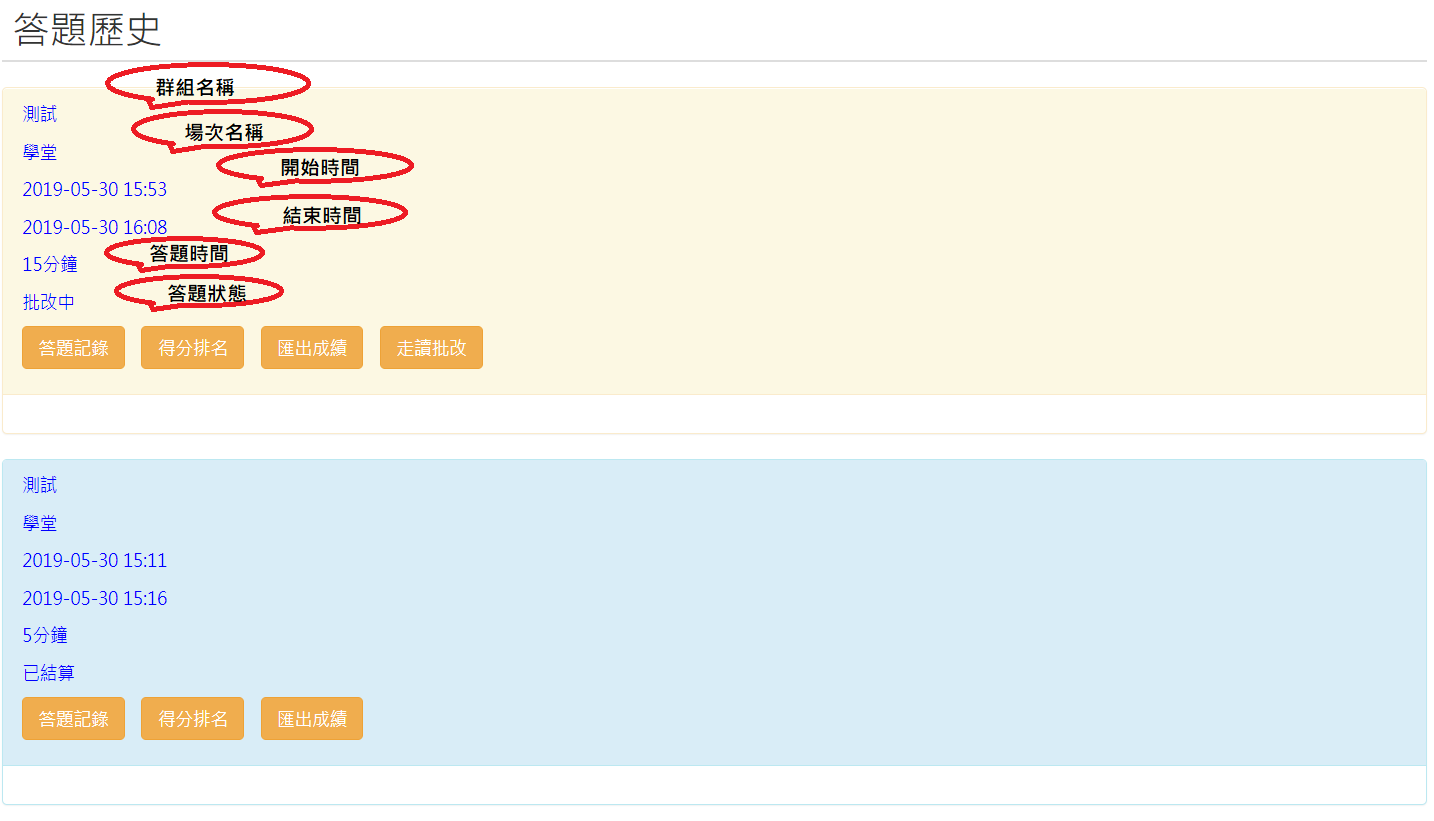 答題歷史
群組名稱
測試
場次名稱
學堂
開始時間
2019-05-30 15:53
結束時間
2019-05-30 16:08
答題時間
15分鐘
答題狀態
批改中
答題記錄 得分排名 匯出成績 走讀批改
測試
學堂
2019-05-30 15:11
2019-05-30 15:16
5分鐘
已結算
答題記錄 得分排名 匯出成績